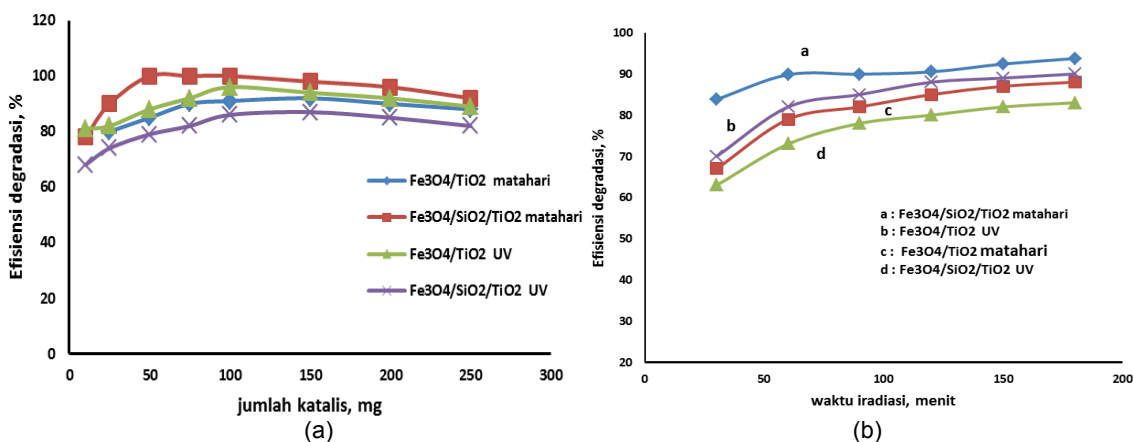 120
100
80
60
40
20
0
Efisiensi degradasi, %
0 50 100 150 200 250 300
jumlah katalis, mg
Fe3O4/TiO2 matahari
Fe3O4/SiO2/TiO2 matahari
Fe3O4/TiO2 UV
Fe3O4/SiO2/TiO2 UV
(a)
100
90
80
70
60
50
40
30
20
Efisiensi degradasi, %
0 50 100 150 200
waktu iradiasi, menit
a
b
c
d
a : Fe3O4/SiO2/TiO2 matahari
b : Fe3O4/TiO2 UV
c : Fe3O4/TiO2 matahari
d : Fe3O4/SiO2/TiO2 UV
(b)